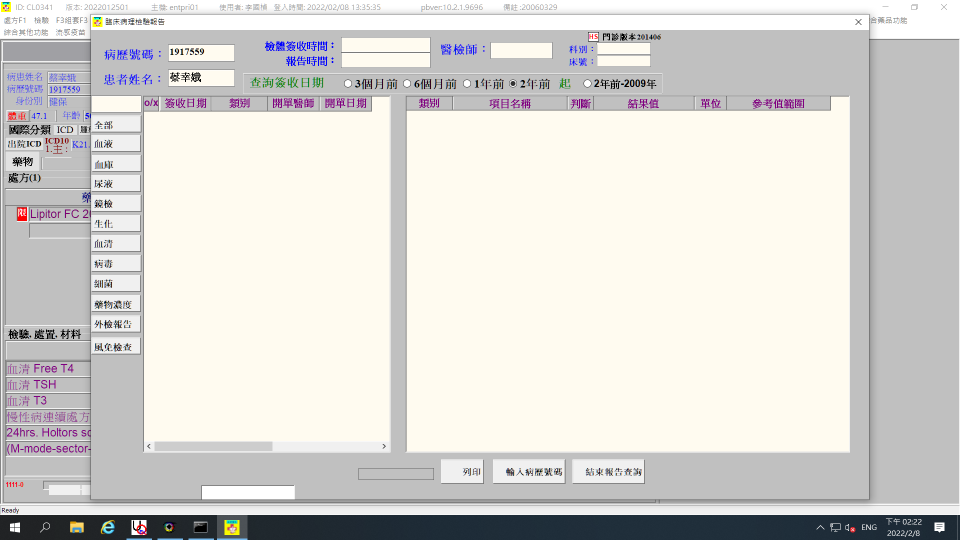 ID: CL0341 版本: 2022012501 主機: entpri01 使用者: 李國禎 登入時間: 2022/02/08 13:35:35 pbver:10.2.1.9696 備註:20060329
處方F1 檢驗 F3組套F3
綜合其他功能 流感疫苗
合藥品功能
臨床病理檢驗報告
病歷號碼： 1917559
檢體簽收時間：
報告時間：
醫檢師：
HS 門診版本201406
科別：
床號：
患者姓名： 蔡幸娥
查詢簽收日期 3個月前 6個月前 1年前 2年前 起 2年前-2009年
病患姓名 蔡幸娥
病歷號碼 1917559
身份別 健保
體重 47.1 年齡
國際分類 ICD
出院ICD ICD10 1.主： K21.
藥物
處方(1)
藥
限 Lipitor FC 20
檢驗, 處置, 材料
血清 Free T4
血清 TSH
血清 T3
慢性病連續處方
24hrs. Holtors sc
(M-mode-sector-
1111-0
o/x 簽收日期 類別 開單醫師 開單日期
類別 項目名稱 判斷 結果值 單位 參考值範圍
全部
血液
血庫
尿液
鏡檢
生化
血清
病毒
細菌
藥物濃度
外檢報告
風免檢查
列印 輸入病歷號碼 結束報告查詢
Ready
ENG 下午 02:22
2022/2/8